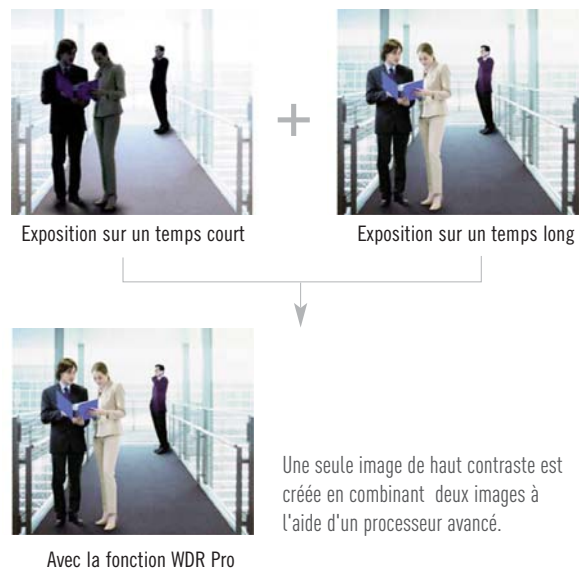 Exposition sur un temps court
Exposition sur un temps long
Une seule image de haut contraste est
créée en combinant deux images à
l'aide d'un processeur avancé.
Avec la fonction WDR Pro